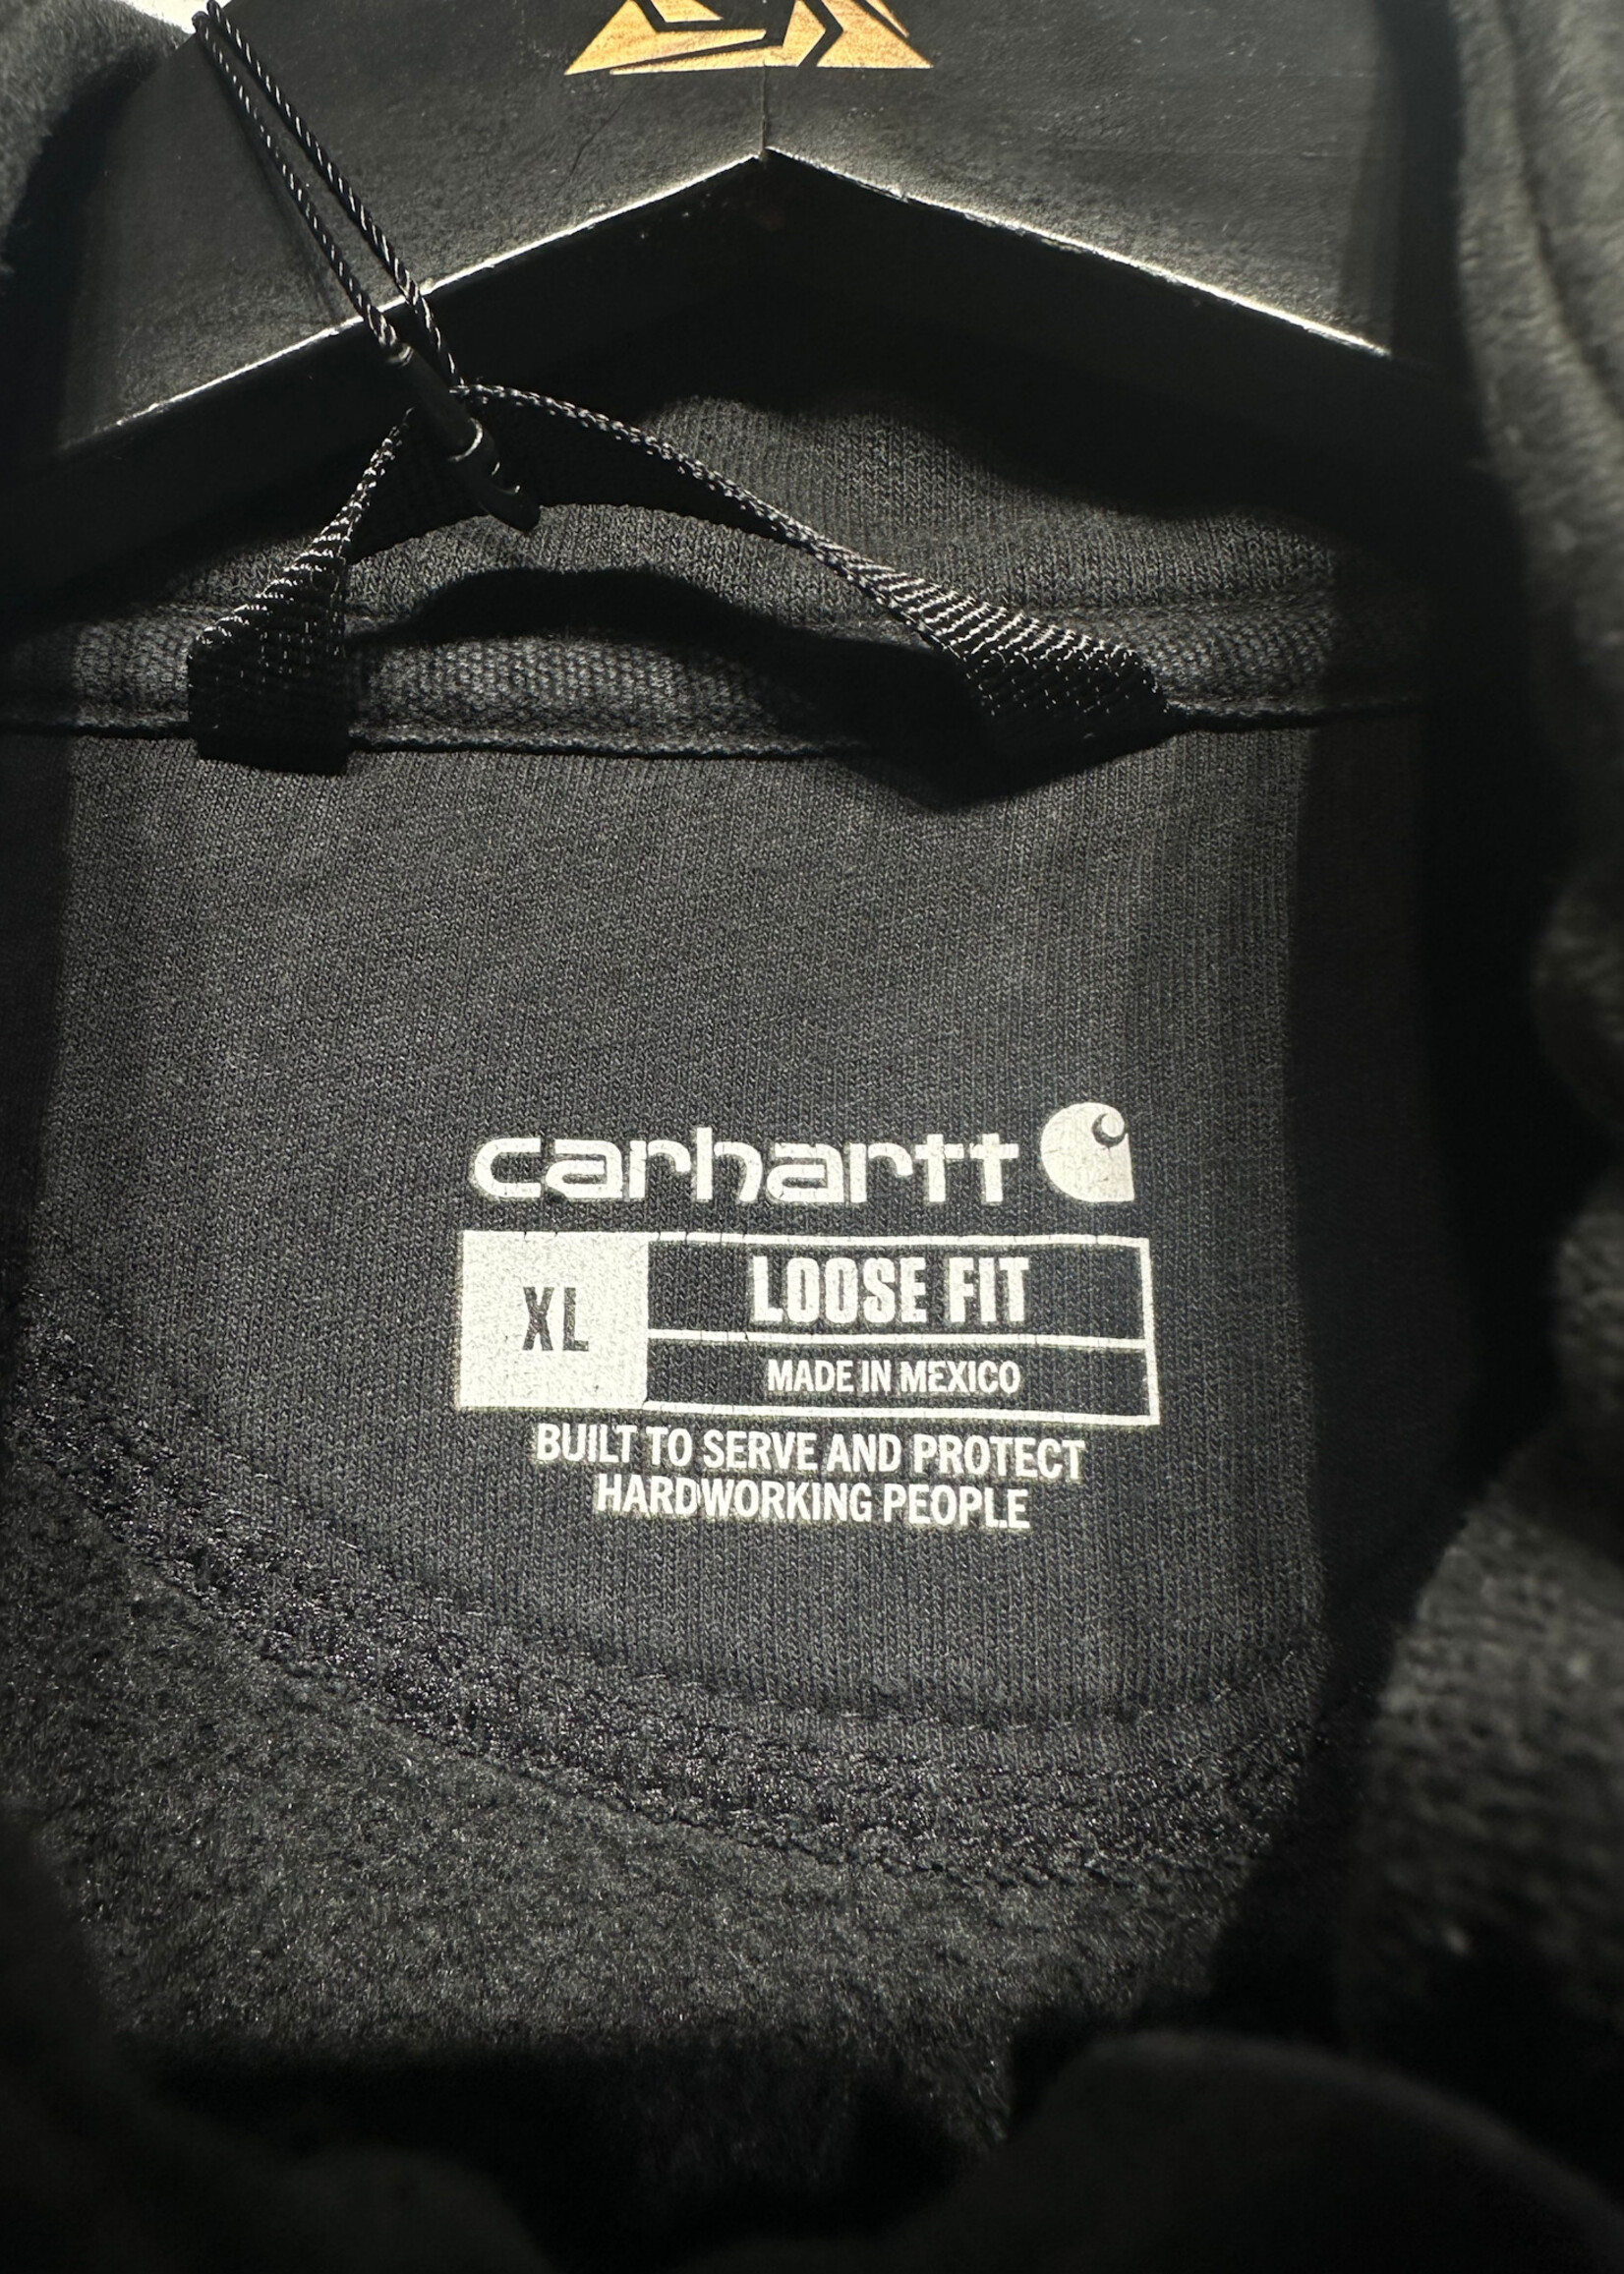 carhartt
XL
LOOSE FIT
MADE IN MEXICO
BUILT TO SERVE AND PROTECT
HARDWORKING PEOPLE